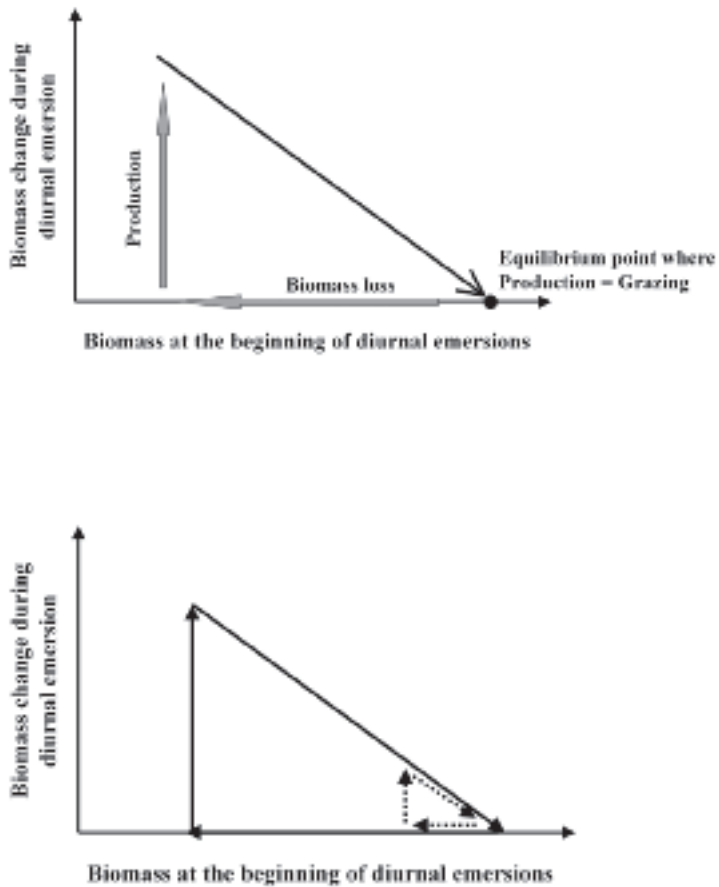 Biomass change during
diurnal emersion
Production
Biomass loss
Equilibrium point where
Production = Grazing
Biomass at the beginning of diurnal emersions
Biomass change during
diurnal emersion
Biomass at the beginning of diurnal emersions